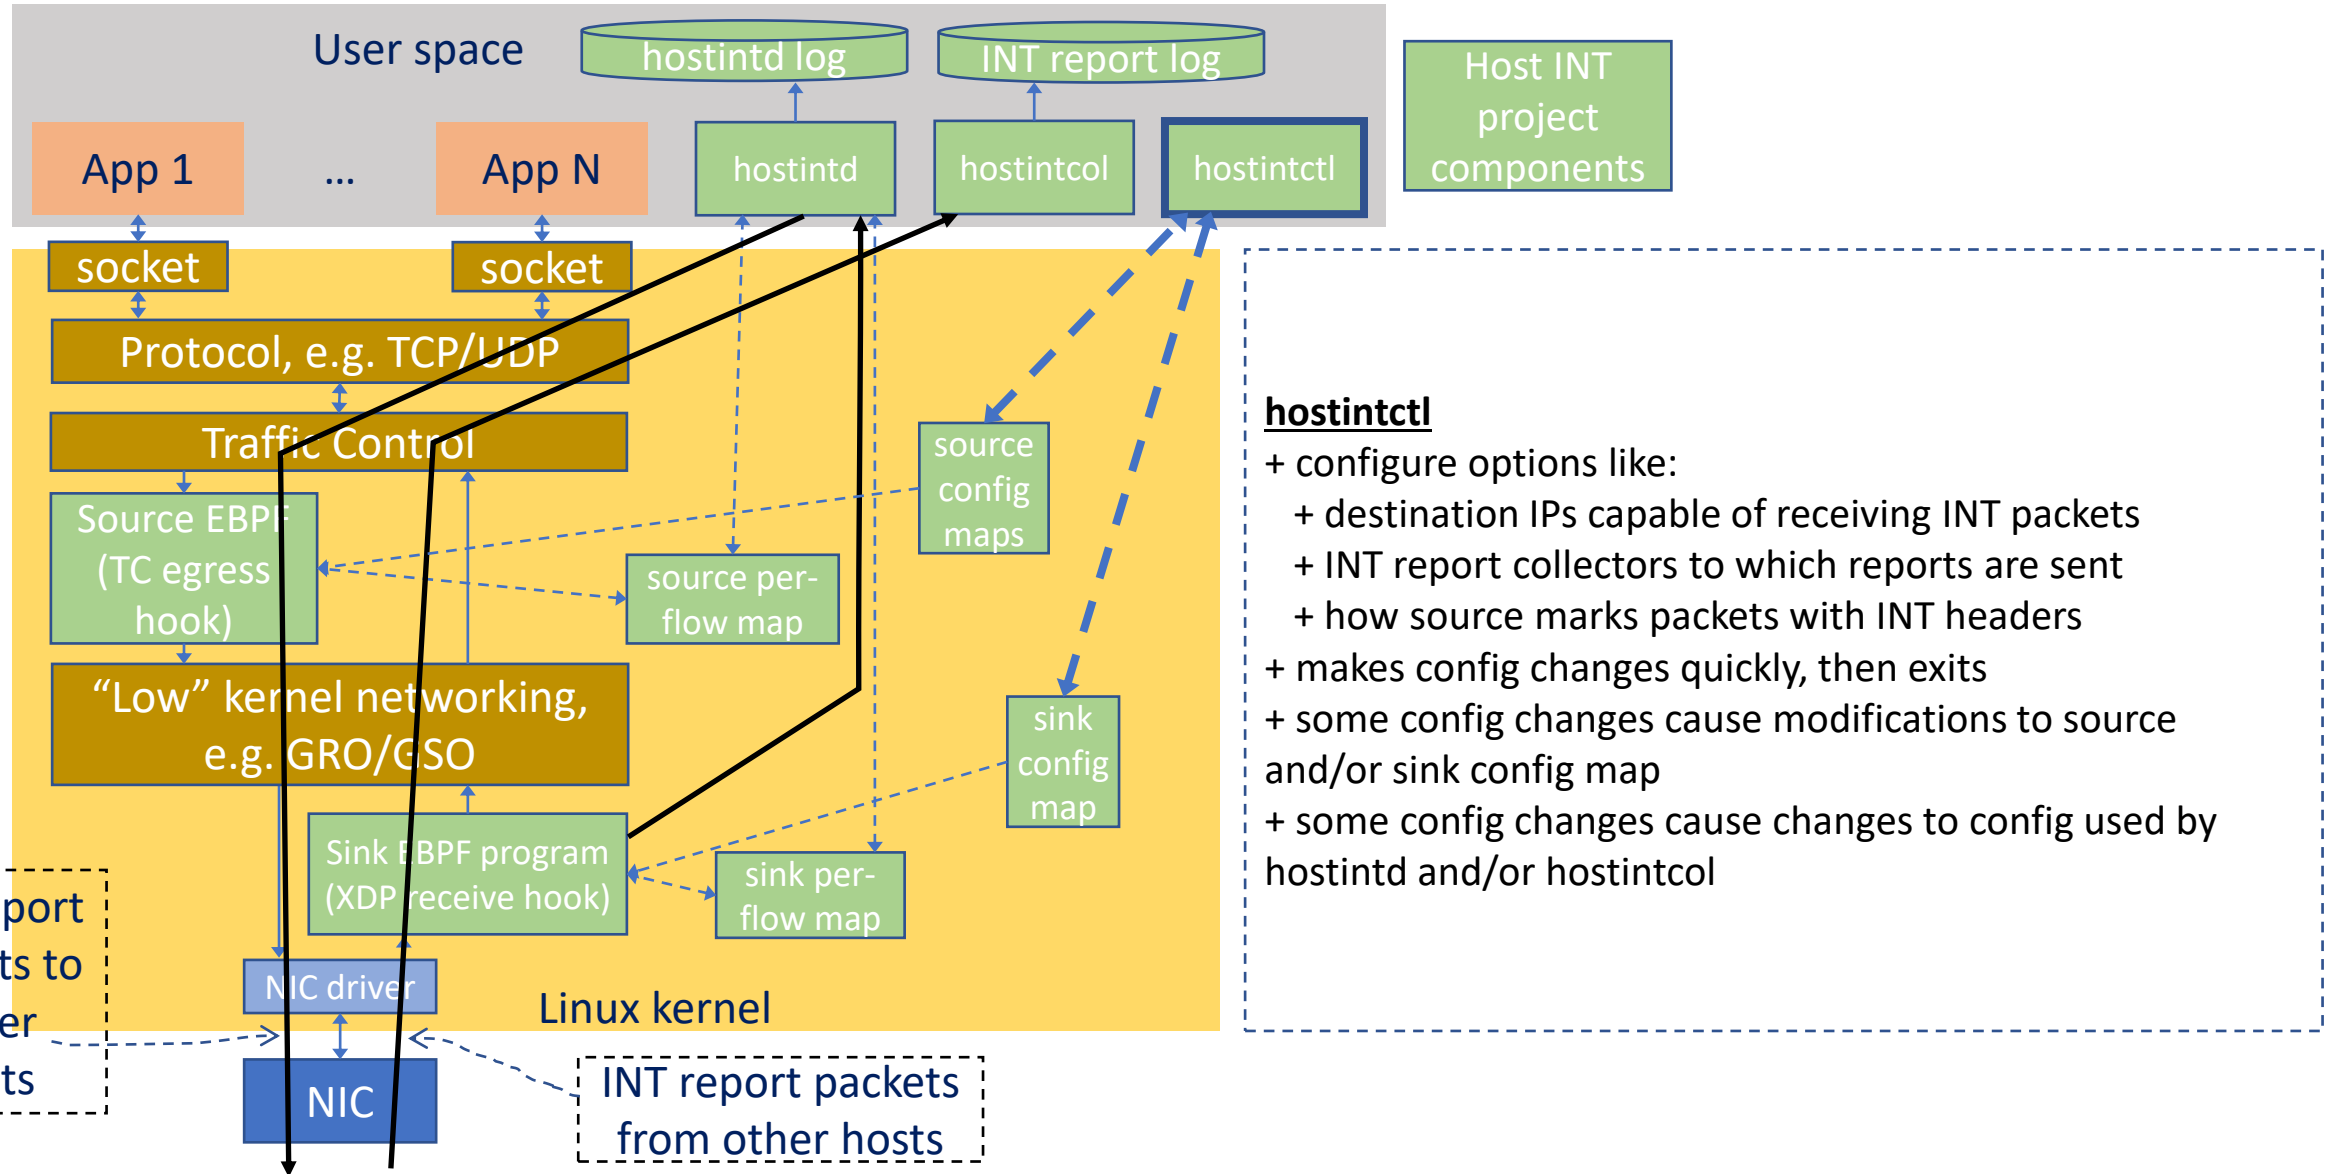 User space
hostintd log
INT report log
Host INT
project
components
App 1
...
App N
hostintd
hostintcol
hostintctl
socket
socket
Protocol, e.g. TCP/UDP
Traffic Control
Source EBPF
(TC egress
hook)
source
config
maps
source per-
flow map
“Low” kernel networking,
e.g. GRO/GSO
sink
config
map
Sink EBPF program
(XDP receive hook)
sink per-
flow map
NIC driver
Linux kernel
NIC
port
ts to
er
ts
INT report packets
from other hosts
hostintctl
+ configure options like:
+ destination IPs capable of receiving INT packets
+ INT report collectors to which reports are sent
+ how source marks packets with INT headers
+ makes config changes quickly, then exits
+ some config changes cause modifications to source
and/or sink config map
+ some config changes cause changes to config used by
hostintd and/or hostintcol